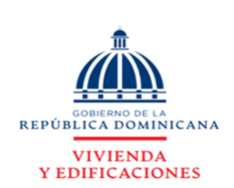 GOBIERNO DE LA
REPÚBLICA DOMINICANA
VIVIENDA
Y EDIFICACIONES